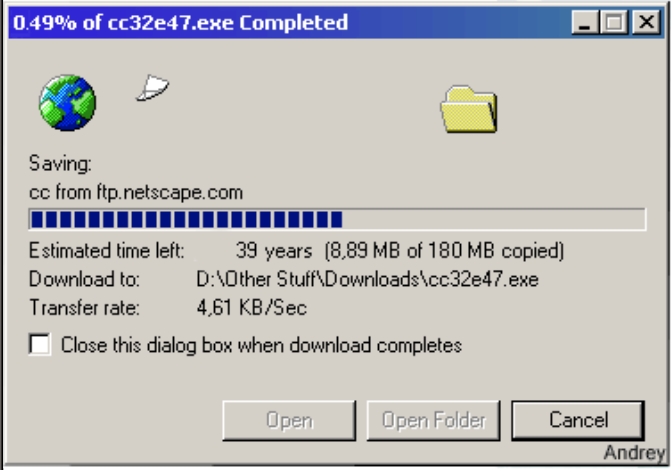 0.49% of cc32e47.exe Completed
Saving:
cc from ftp.netscape.com
Estimated time left: 39 years (8,89 MB of 180 MB copied)
Download to: D:\Other Stuff\Downloads\cc32e47.exe
Transfer rate: 4,61 KB/Sec
Close this dialog box when download completes
Open Open Folder Cancel
Andrey